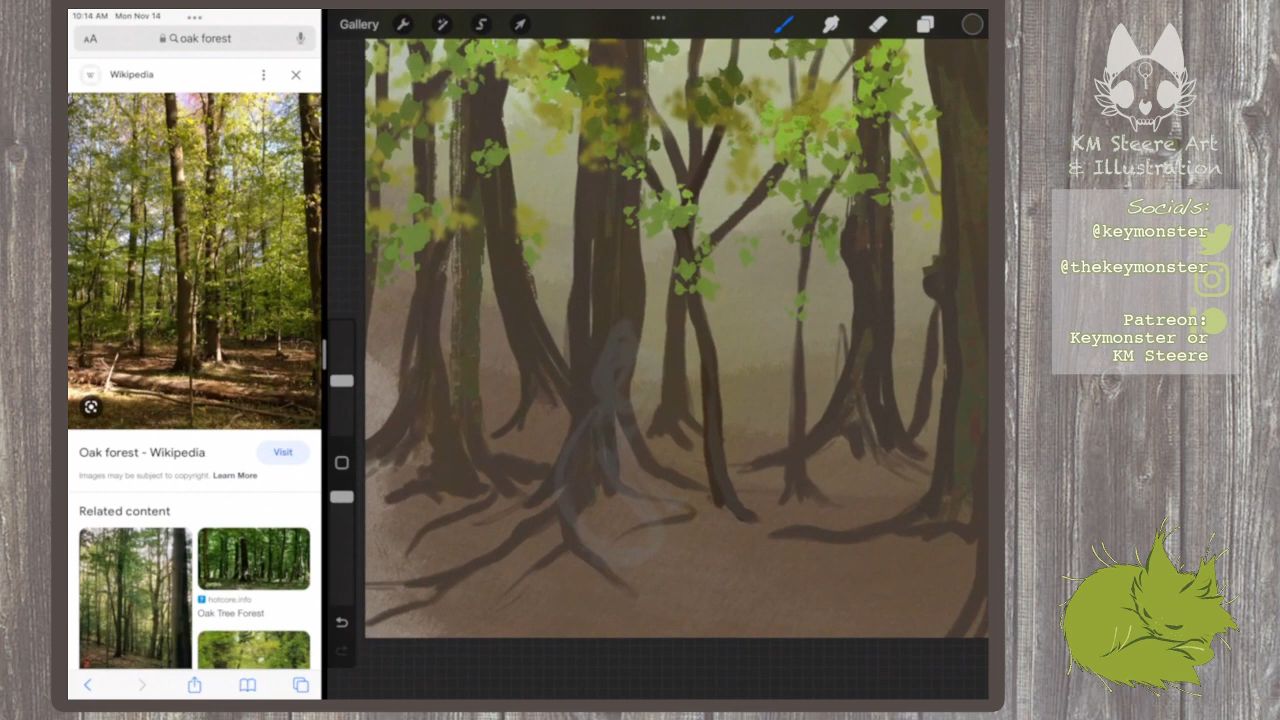 10:14 AM Mon Nov 14
AA
oak forest
W
Wikipedia
Oak forest - Wikipedia
Visit
Images may be subject to copyright. Learn More
Related content
hotcore.info
Oak Tree Forest
Gallery
KM Steere Art
& Illustration
Socials:
@keymonster
@thekeymonster
Patreon:
Keymonster or
KM Steere